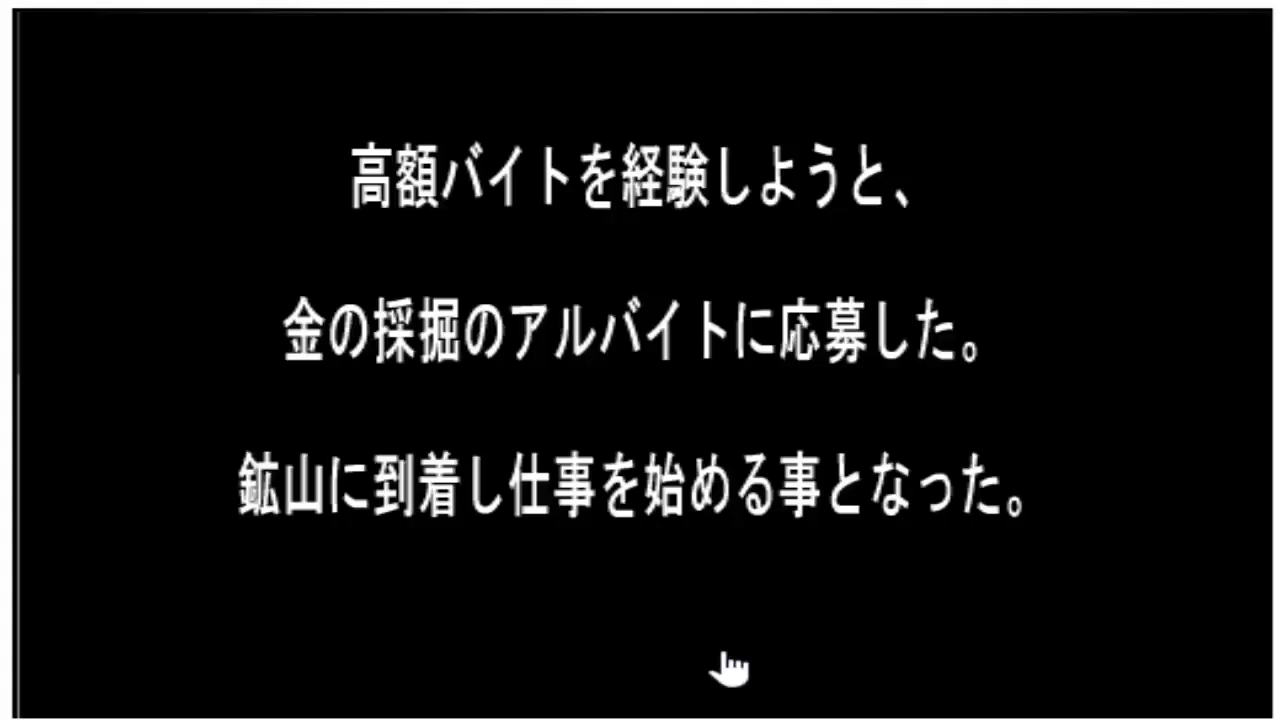 高額バイトを経験しようと、
金の採掘のアルバイトに応募した。
鉱山に到着し仕事を始める事となった。